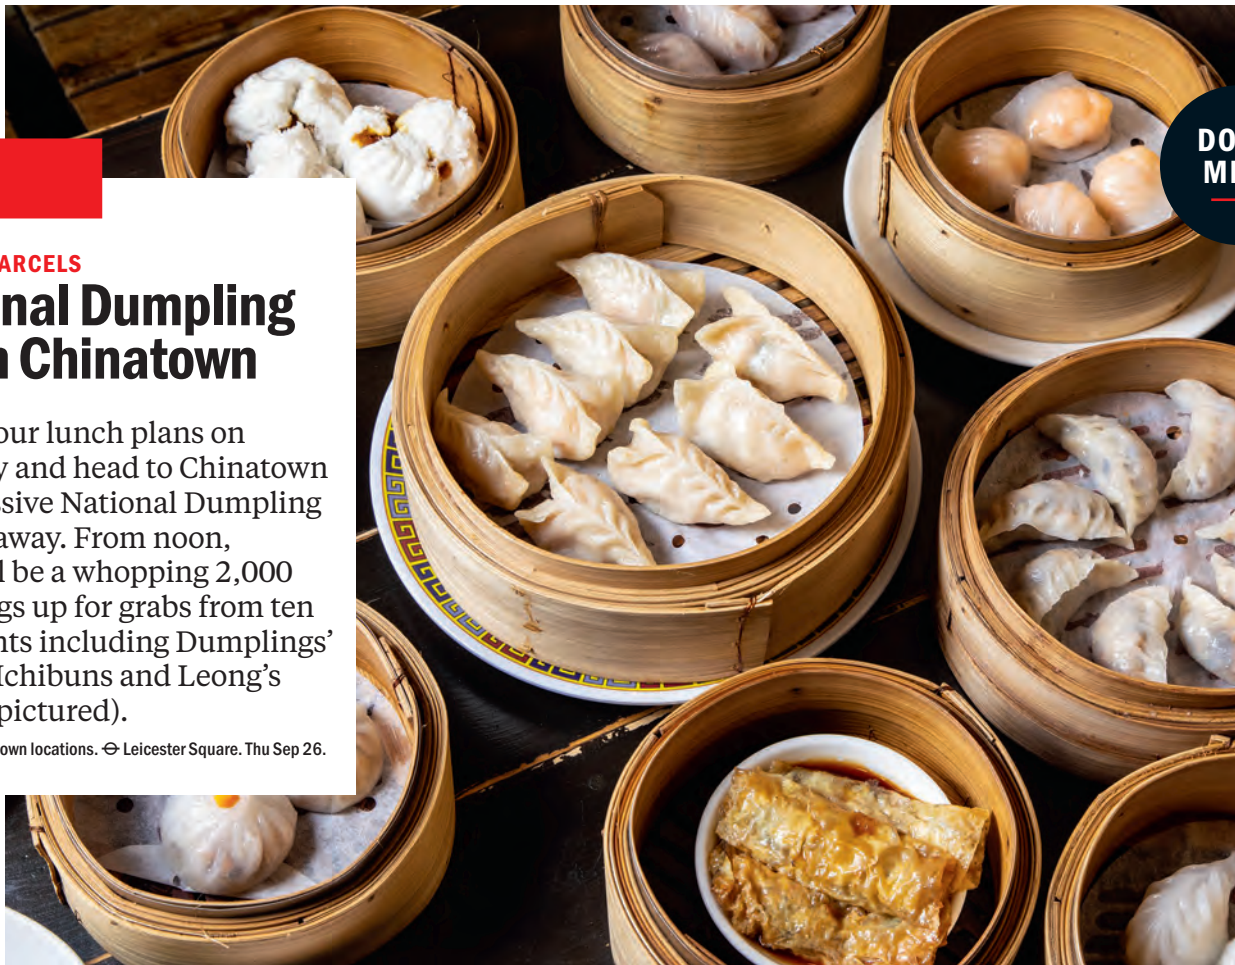 ARCELS
nal Dumpling
n Chinatown
our lunch plans on
y and head to Chinatown
ssive National Dumpling
away. From noon,
l be a whopping 2,000
gs up for grabs from ten
nts including Dumplings’
Ichibuns and Leong’s
pictured).
own locations. Leicester Square. Thu Sep 26.
DO
MI